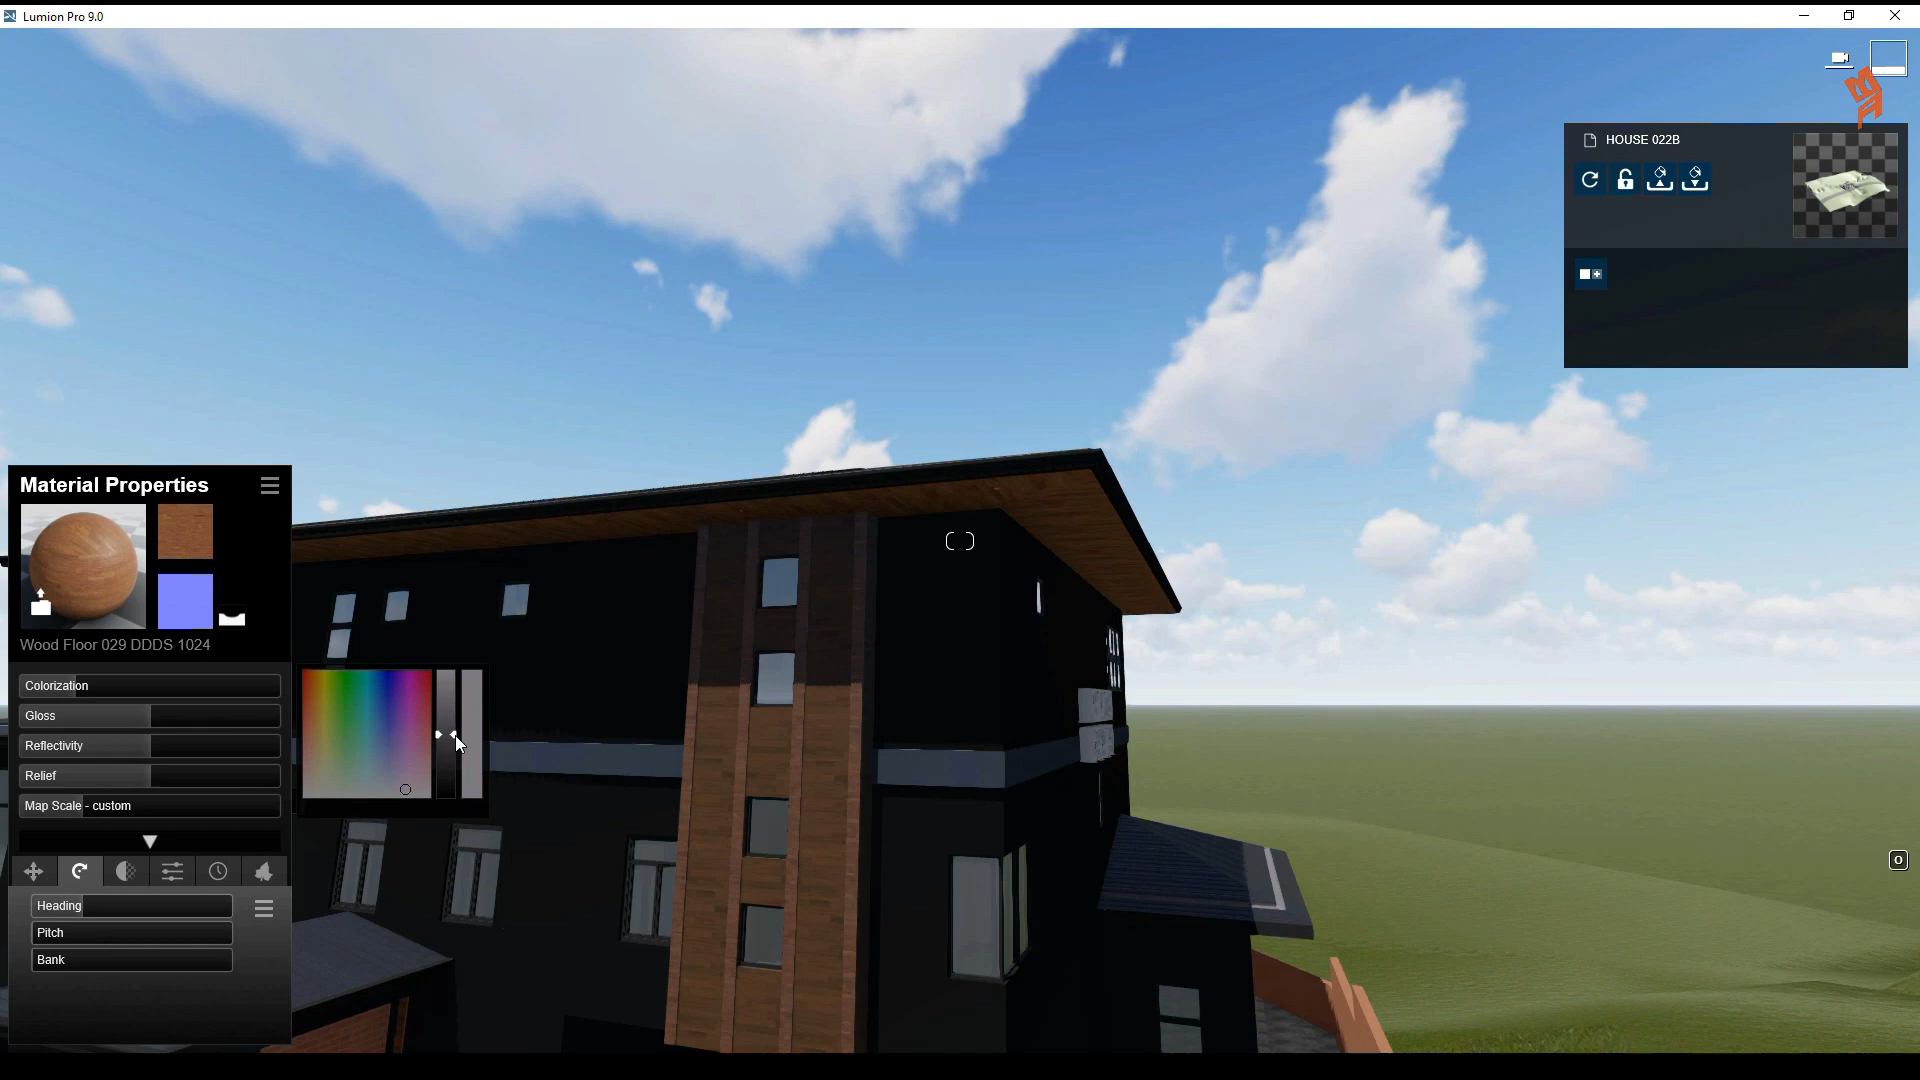 Lumion Pro 9.0
HOUSE 022B
Material Properties
Wood Floor 029 DDDS 1024
Colorization
Gloss
Reflectivity
Relief
Map Scale - custom
Heading
Pitch
Bank
O